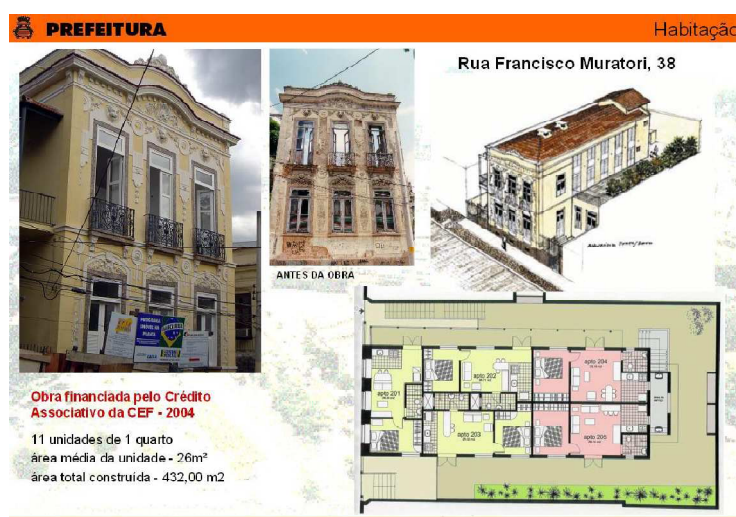 PREFEITURA
Habitação
Rua Francisco Muratori, 38
ANTES DA OBRA
Obra financiada pelo Crédito
Associativo da CEF - 2004
11 unidades de 1 quarto
área média da unidade - 26m²
área total construída - 432,00 m2
apto 201
apto 202
apto 203
apto 204
apto 205